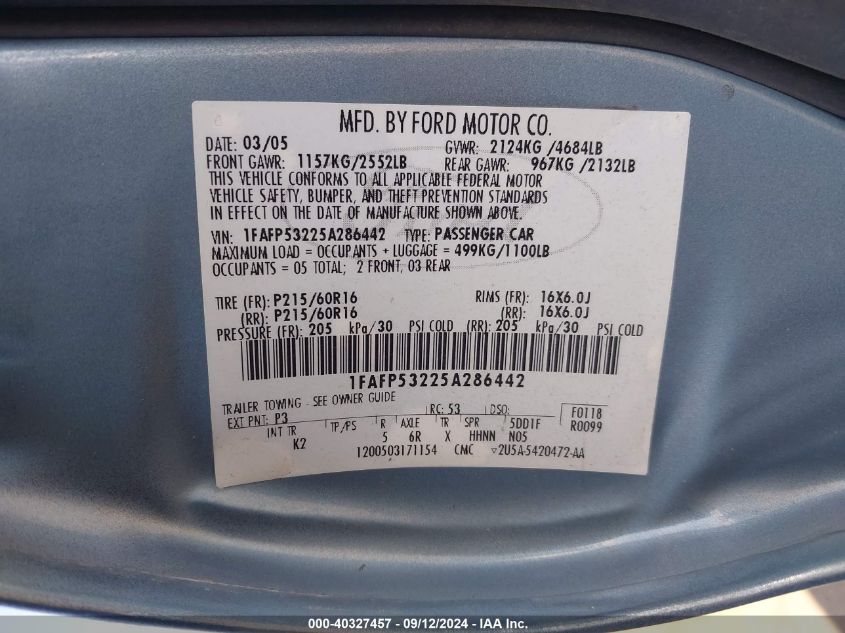 MFD. BY FORD MOTOR CO.
DATE: 03/05 GVWR: 2124KG /4684LB
FRONT GAWR: 1157KG/2552LB REAR GAWR: 967KG /2132LB
THIS VEHICLE CONFORMS TO ALL APPLICABLE FEDERAL MOTOR
VEHICLE SAFETY, BUMPER, AND THEFT PREVENTION STANDARDS
IN EFFECT ON THE DATE OF MANUFACTURE SHOWN ABOVE.
VIN: 1FAFP53225A286442 TYPE: PASSENGER CAR
MAXIMUM LOAD = OCCUPANTS + LUGGAGE = 499KG/1100LB
OCCUPANTS = 05 TOTAL; 2 FRONT, 03 REAR
TIRE (FR): P215/60R16 RIMS (FR): 16X6.0J
(RR): P215/60R16 (RR): 16X6.0J
PRESSURE (FR): 205 kPa/30 PSI COLD (RR): 205 kPa/30 PSI COLD
1FAFP53225A286442
TRAILER TOWING - SEE OWNER GUIDE
EXT PNT: P3 RC: 53 DSO: F0118
INT TR TP/PS R AXLE TR SPR 5DD1F R0099
K2 5 6R X HHNN N05
1200503171154 CMC ▽2U5A-5420472-AA
000-40327457 - 09/12/2024 - IAA Inc.